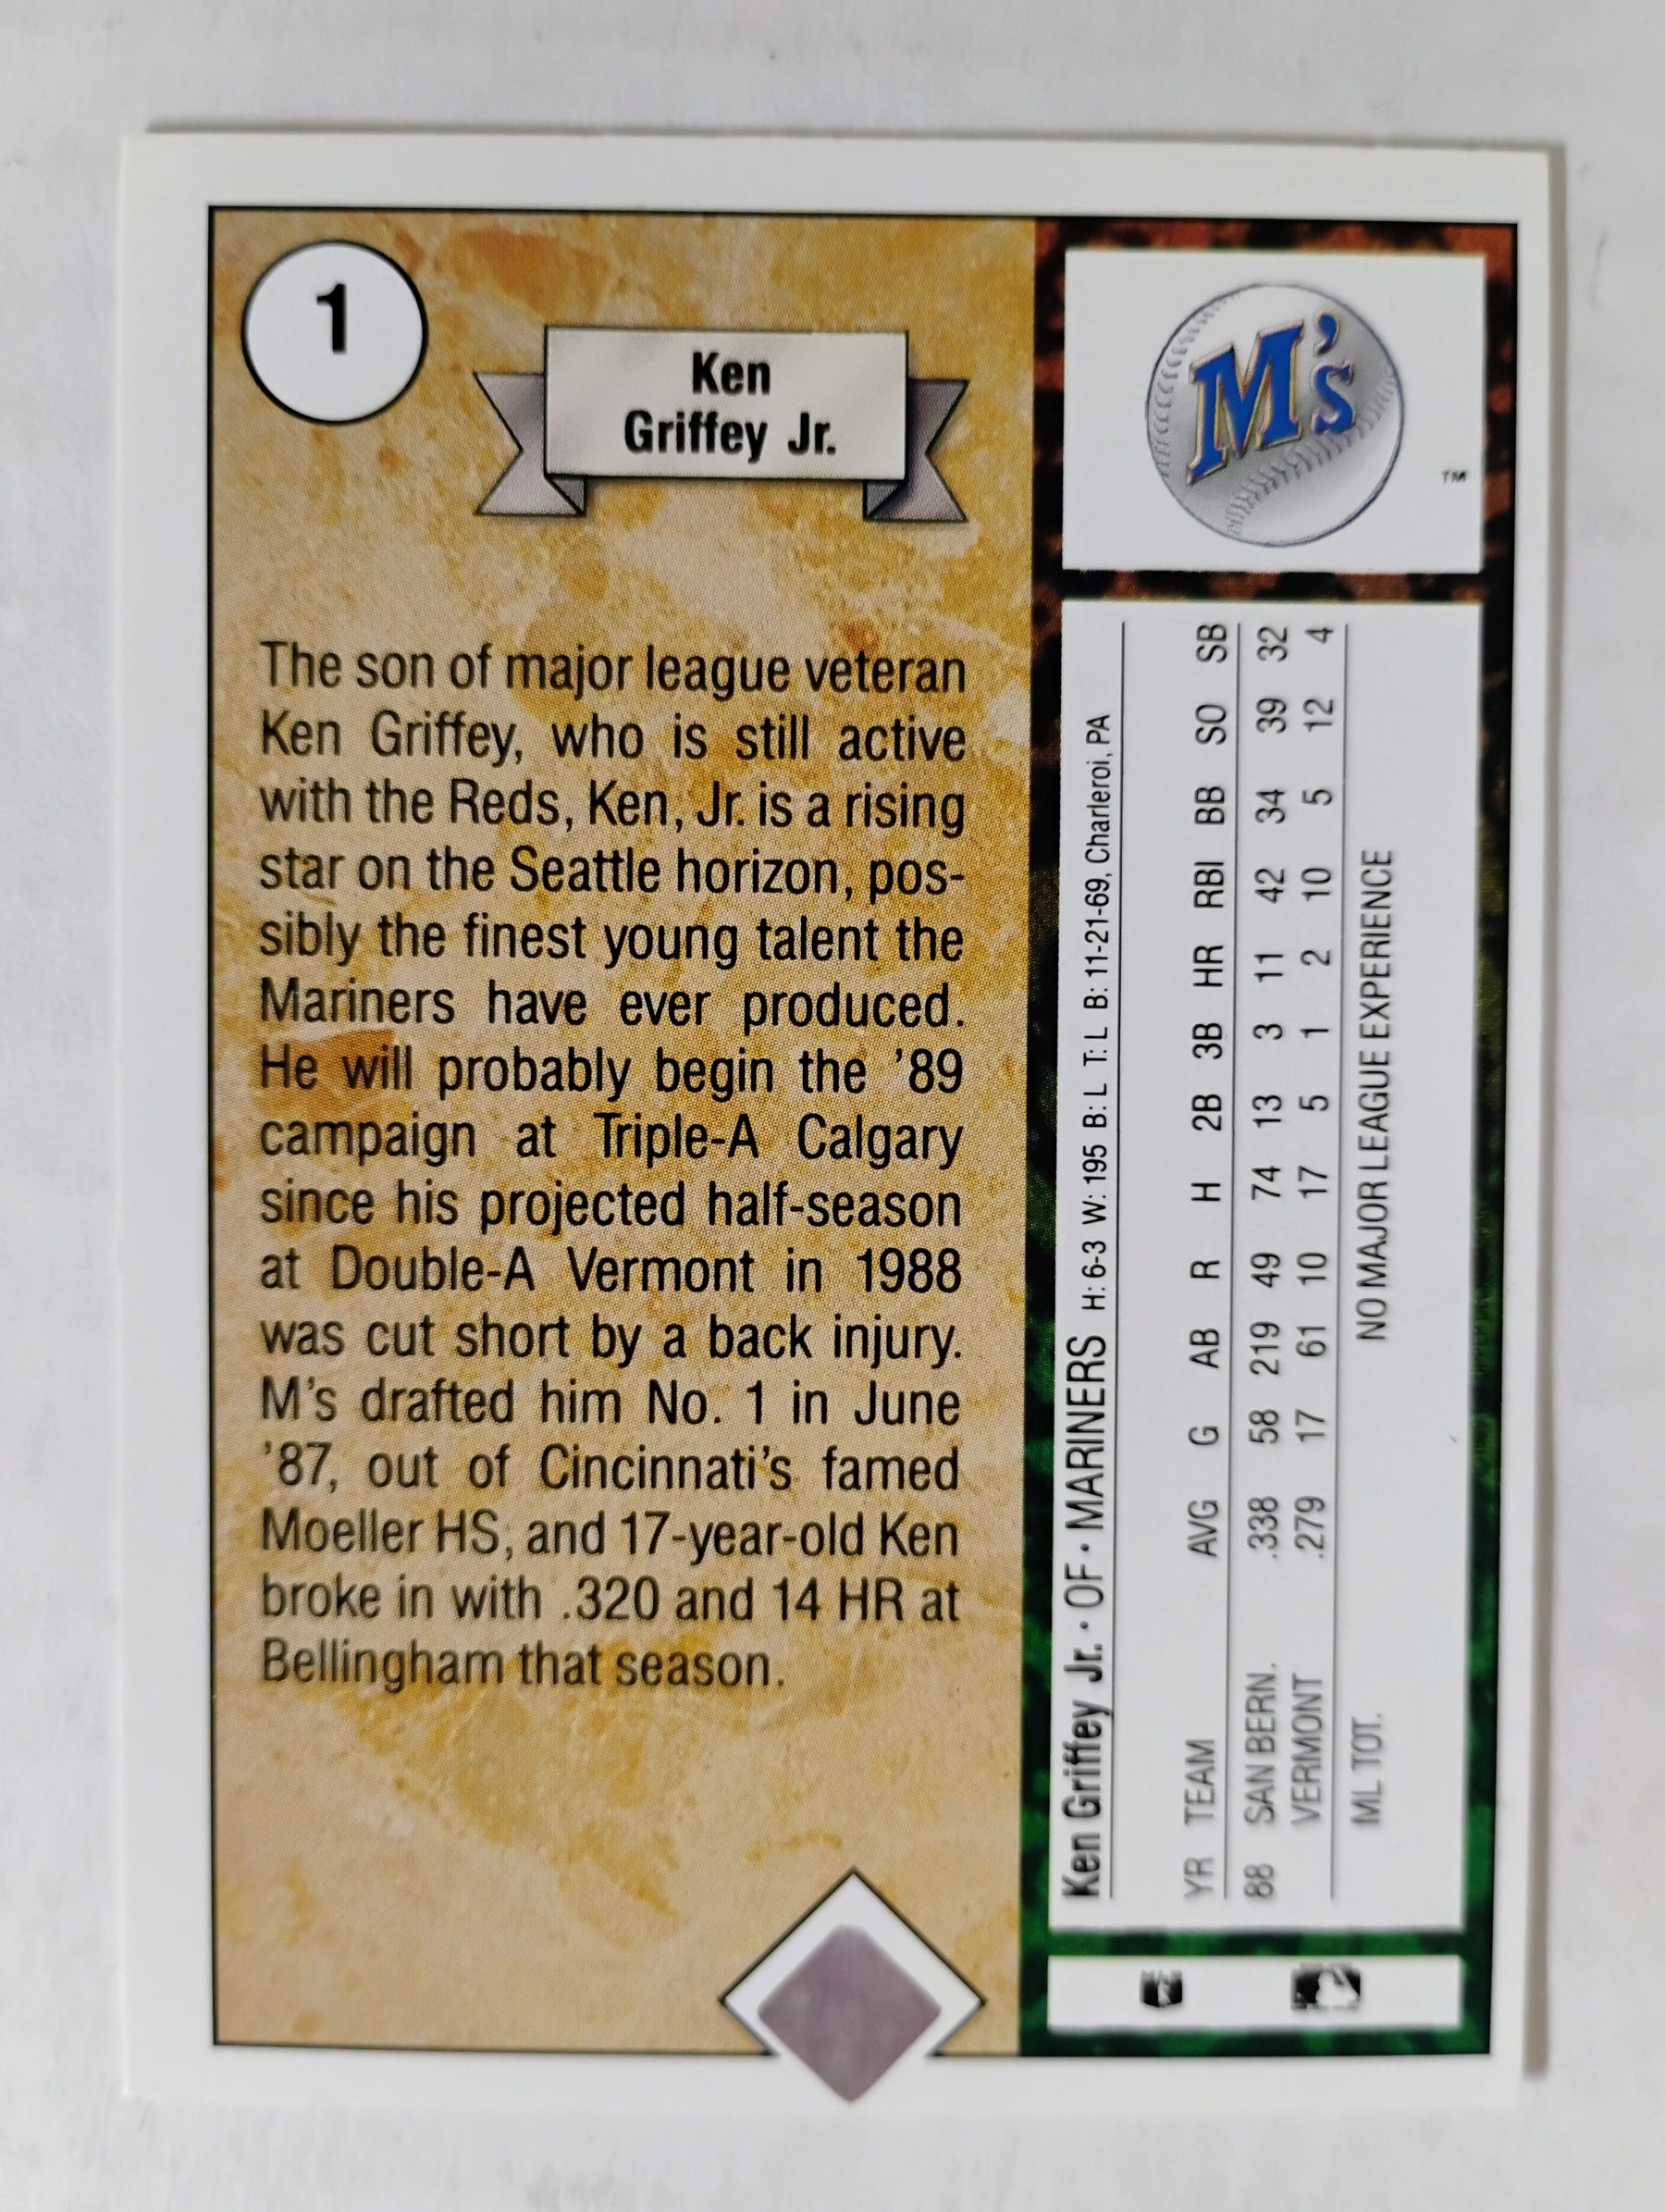 1
Ken
Griffey Jr.
The son of major league veteran
Ken Griffey, who is still active
with the Reds, Ken, Jr. is a rising
star on the Seattle horizon, pos-
sibly the finest young talent the
Mariners have ever produced.
He will probably begin the ’89
campaign at Triple-A Calgary
since his projected half-season
at Double-A Vermont in 1988
was cut short by a back injury.
M’s drafted him No. 1 in June
’87, out of Cincinnati’s famed
Moeller HS, and 17-year-old Ken
broke in with .320 and 14 HR at
Bellingham that season.
M’s
TM
Ken Griffey Jr. • OF • MARINERS H: 6-3 W: 195 B: L T: L B: 11-21-69, Charleroi, PA
YR TEAM AVG G AB R H 2B 3B HR RBI BB SO SB
88 SAN BERN. .338 58 219 49 74 13 3 11 42 34 39 32
VERMONT .279 17 61 10 17 5 1 2 10 5 12 4
ML TOT. NO MAJOR LEAGUE EXPERIENCE